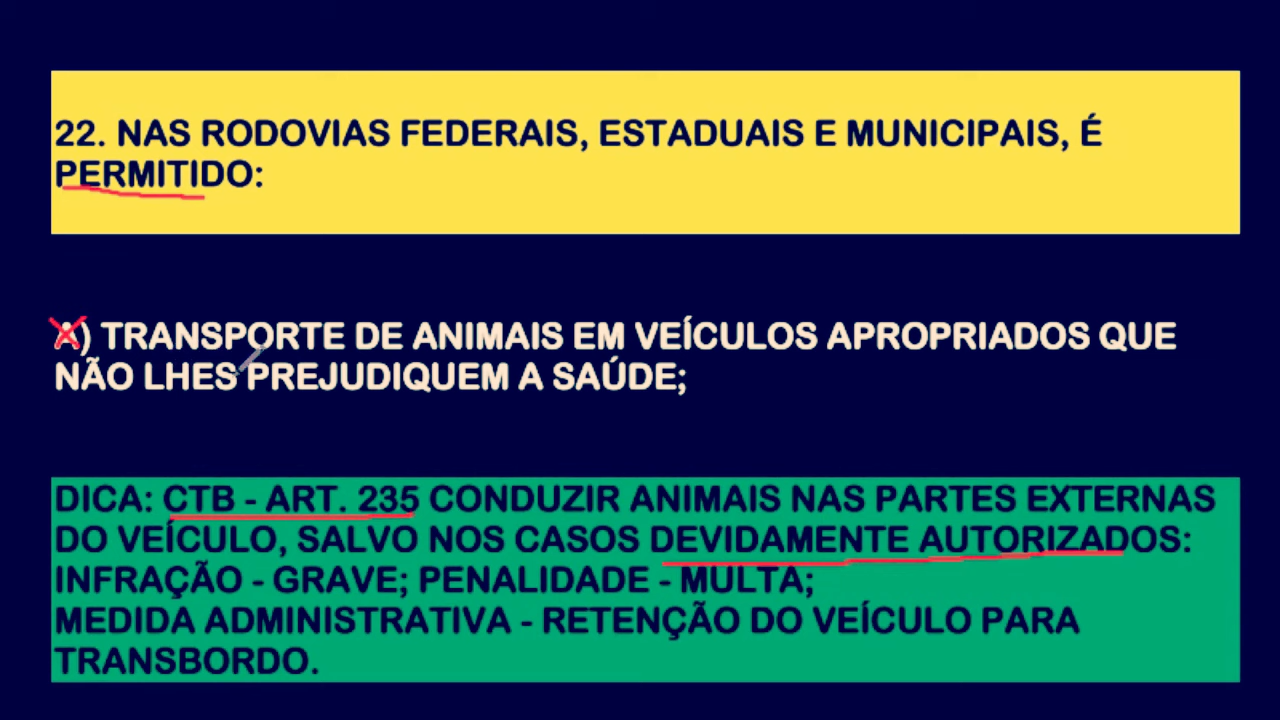 22. NAS RODOVIAS FEDERAIS, ESTADUAIS E MUNICIPAIS, É
PERMITIDO:
A) TRANSPORTE DE ANIMAIS EM VEÍCULOS APROPRIADOS QUE
NÃO LHES PREJUDIQUEM A SAÚDE;
DICA: CTB - ART. 235 CONDUZIR ANIMAIS NAS PARTES EXTERNAS
DO VEÍCULO, SALVO NOS CASOS DEVIDAMENTE AUTORIZADOS:
INFRAÇÃO - GRAVE; PENALIDADE - MULTA;
MEDIDA ADMINISTRATIVA - RETENÇÃO DO VEÍCULO PARA
TRANSBORDO.